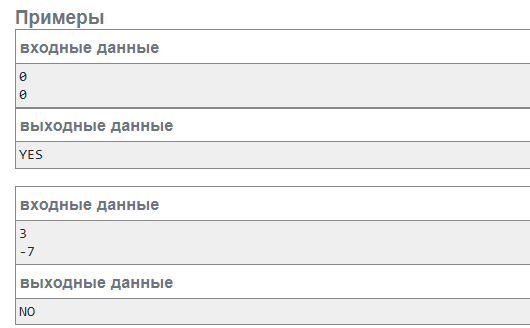 Примеры
входные данные
0
0
выходные данные
YES
входные данные
3
-7
выходные данные
NO